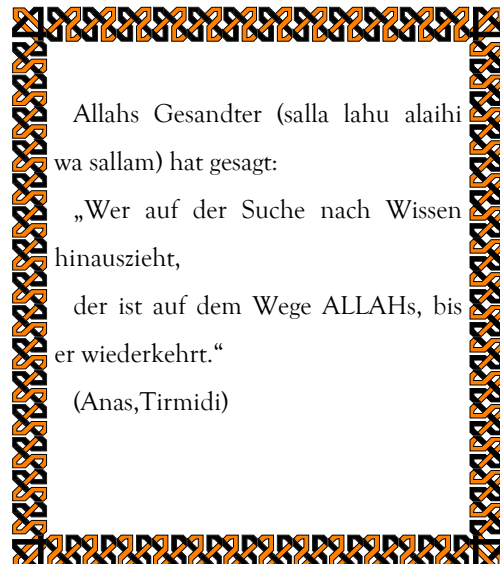 Allahs Gesandter (salla lahu alaihi
wa sallam) hat gesagt:
„Wer auf der Suche nach Wissen
hinauszieht,
der ist auf dem Wege ALLAHs, bis
er wiederkehrt.“
(Anas,Tirmidi)